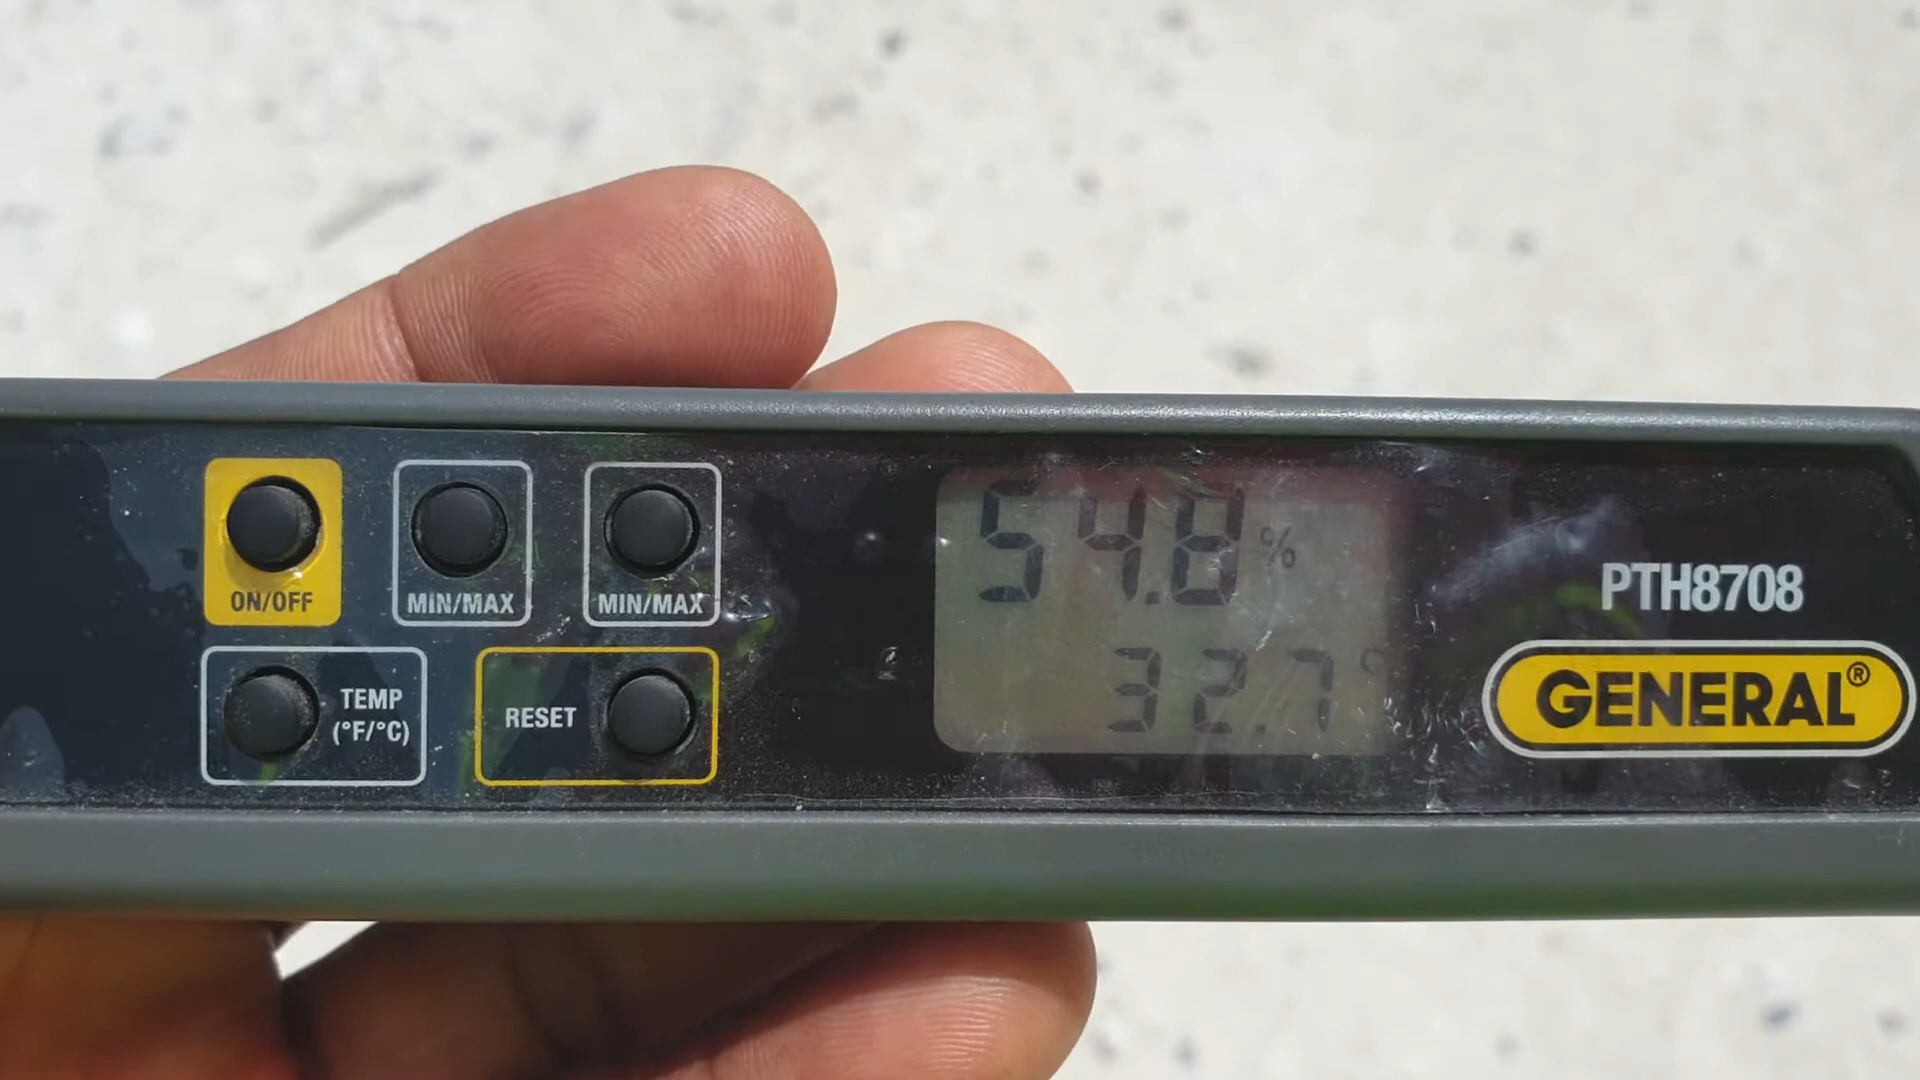 ON/OFF
MIN/MAX
MIN/MAX
TEMP
(°F/°C)
RESET
54.8 %
32.7 °C
PTH8708
GENERAL®